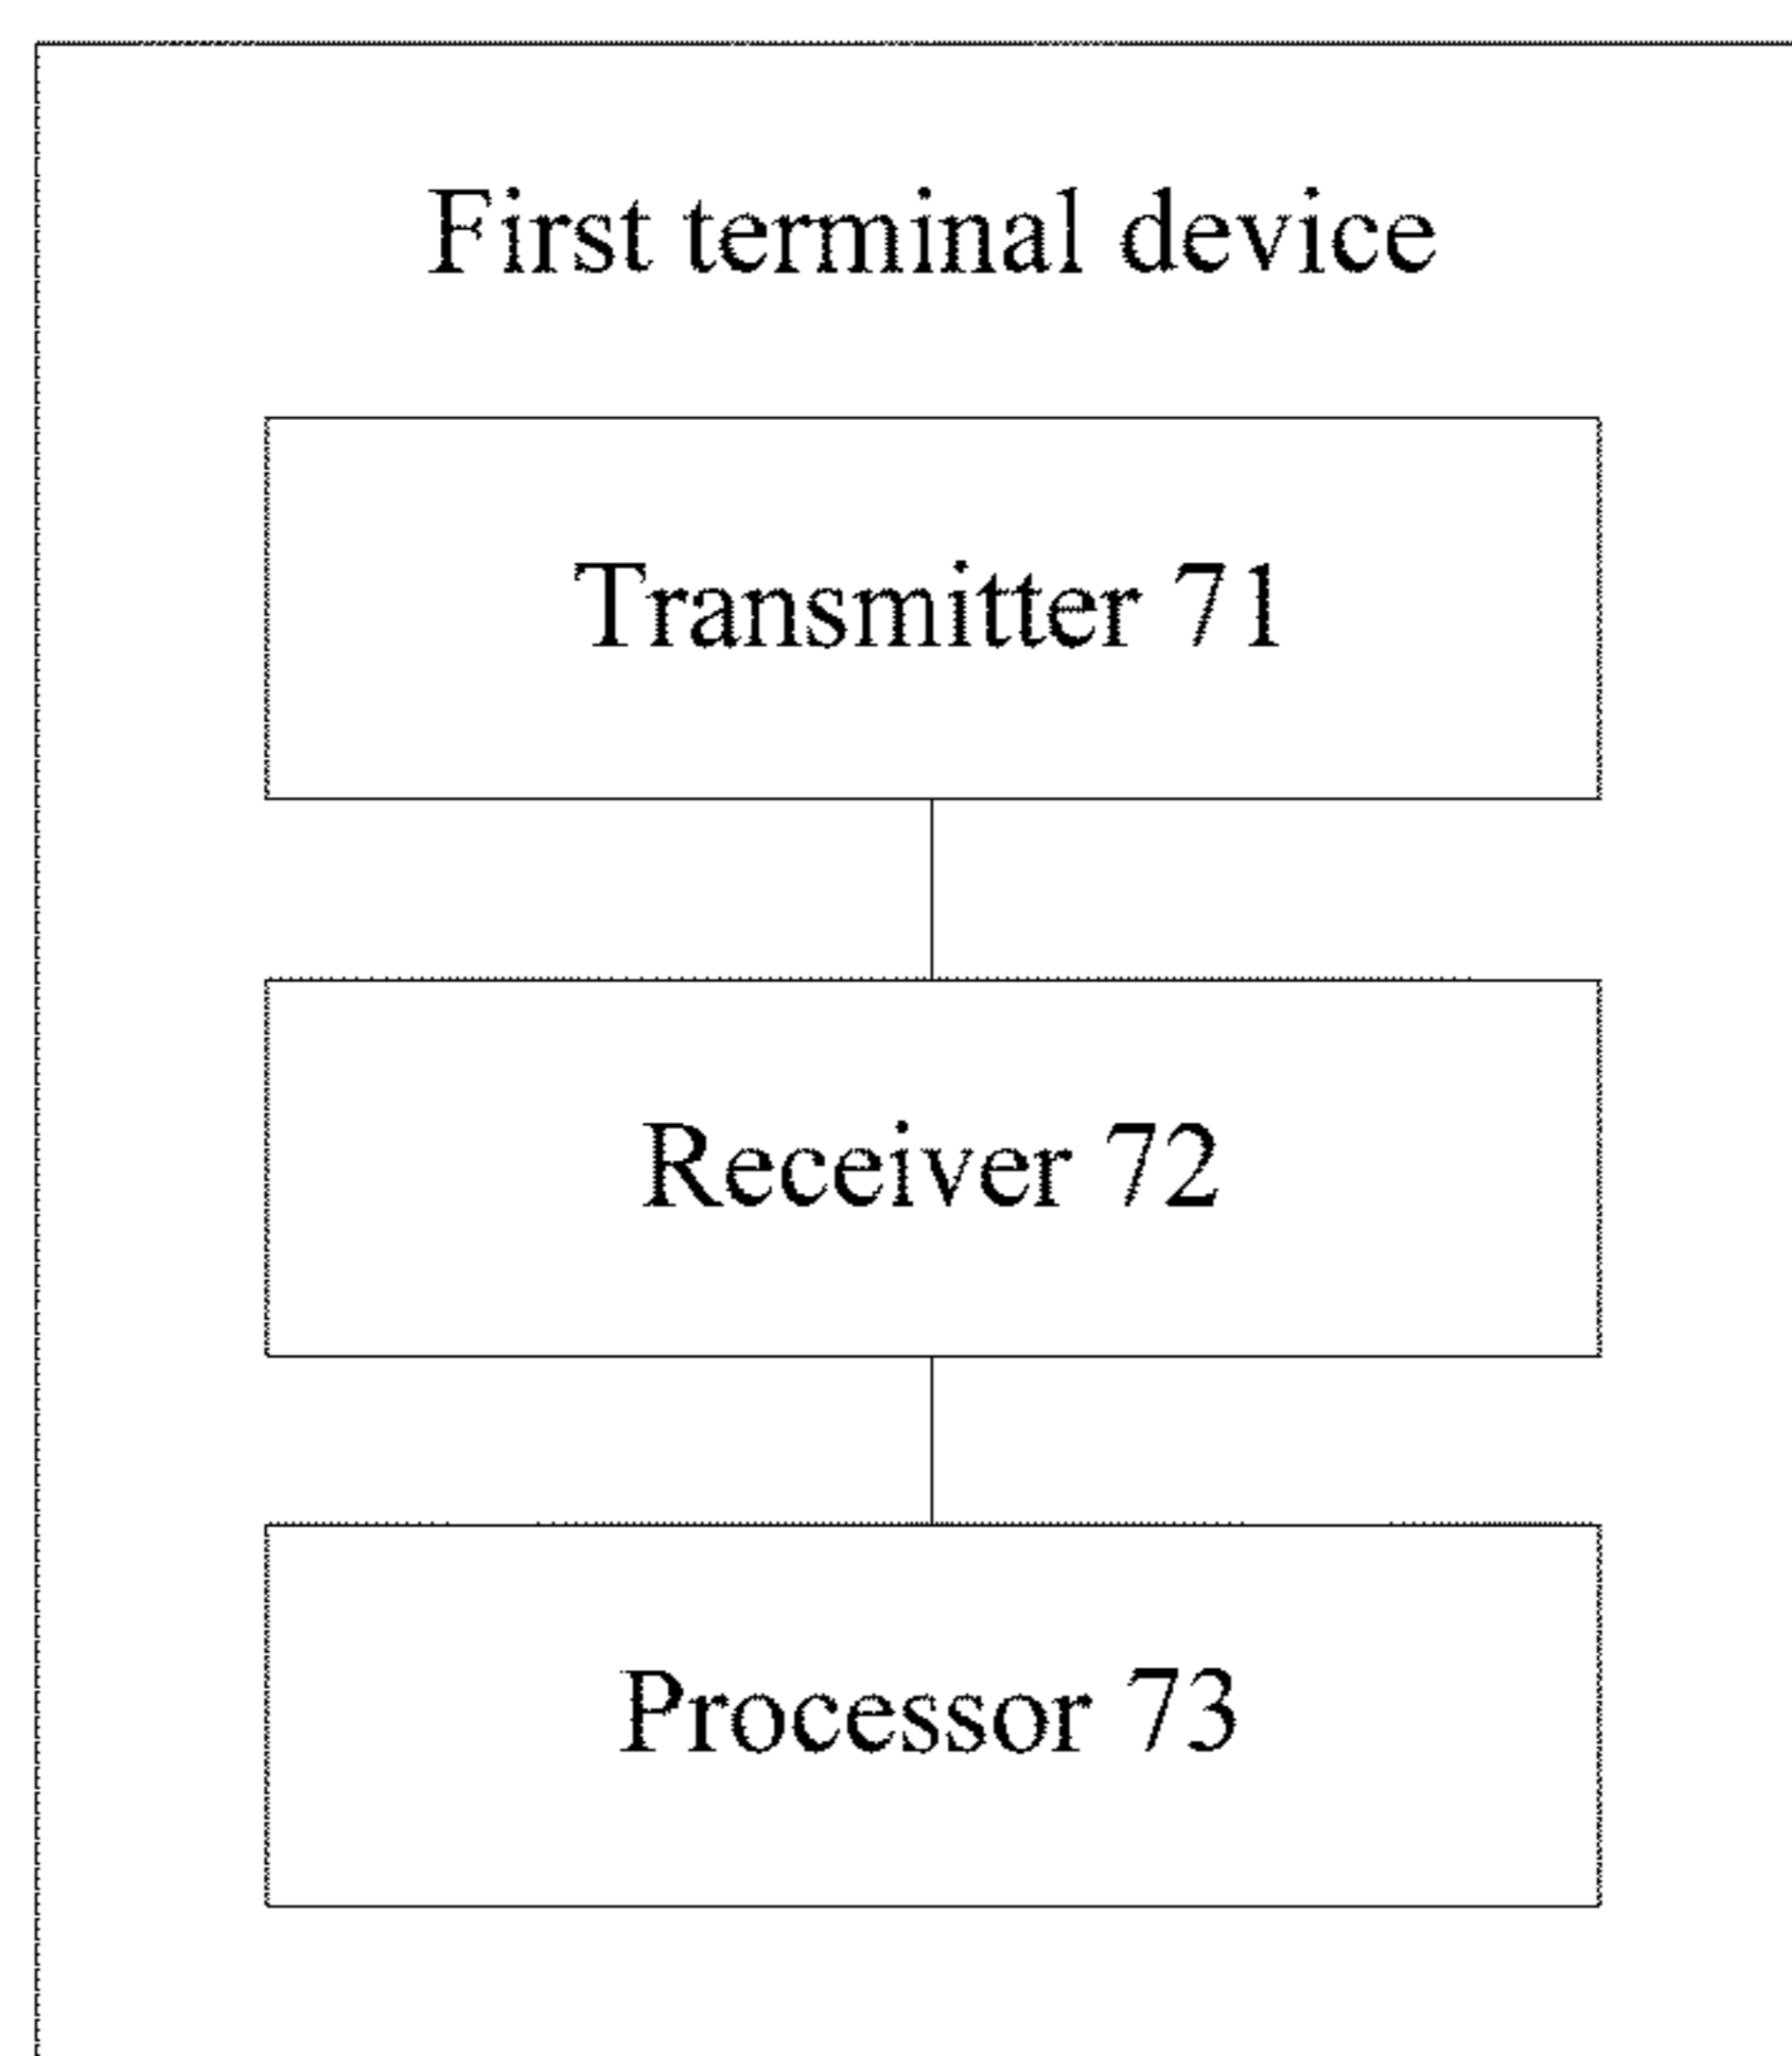 First terminal device
Transmitter 71
Receiver 72
Processor 73